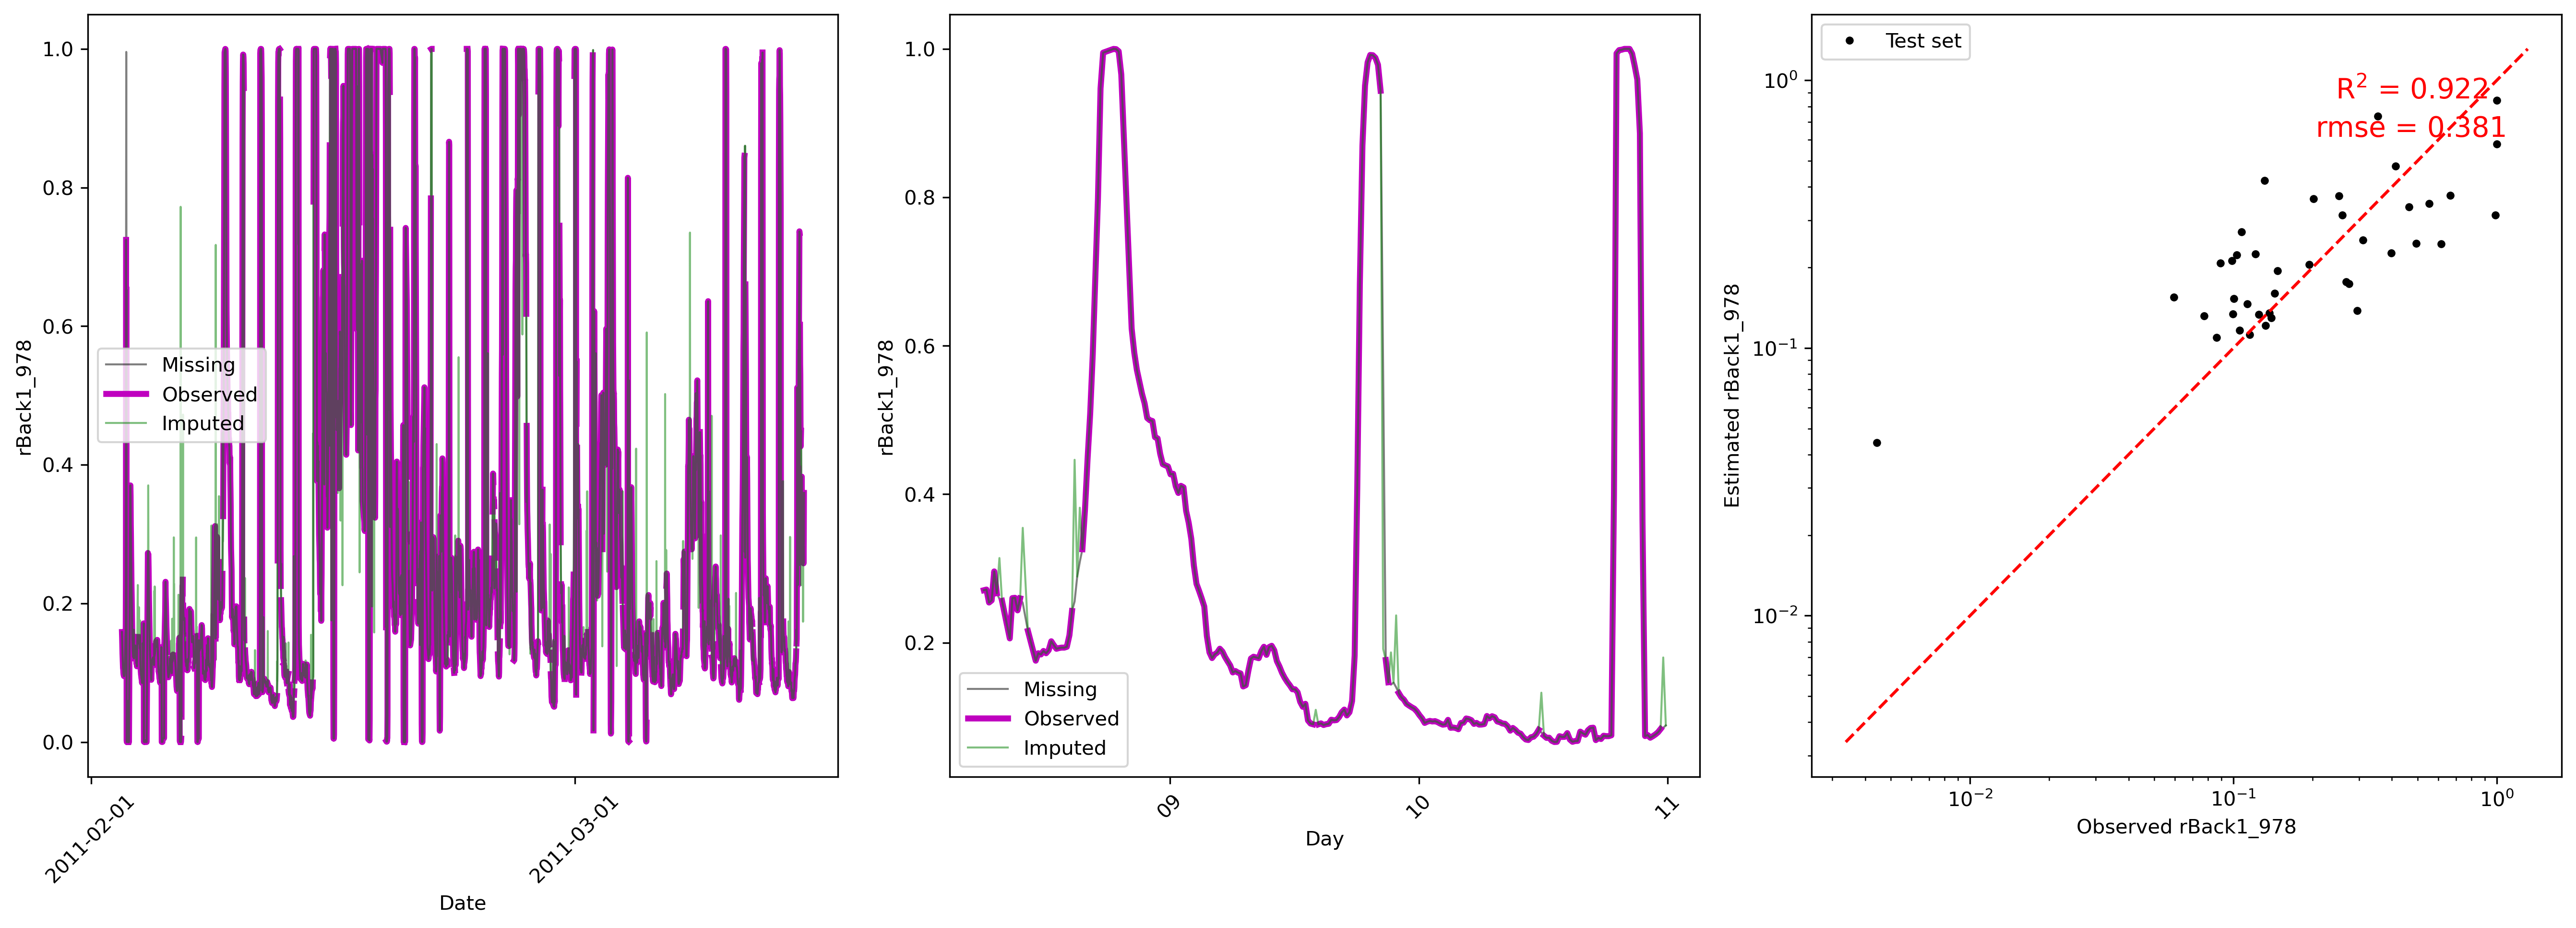 1.0
0.8
0.6
0.4
0.2
0.0
rBack1_978
Missing
Observed
Imputed
2011-02-01
2011-03-01
Date
1.0
0.8
0.6
0.4
0.2
rBack1_978
Missing
Observed
Imputed
09
10
11
Day
Test set
R² = 0.922
rmse = 0.381
10⁰
10⁻¹
10⁻²
Estimated rBack1_978
10⁻²
10⁻¹
10⁰
Observed rBack1_978